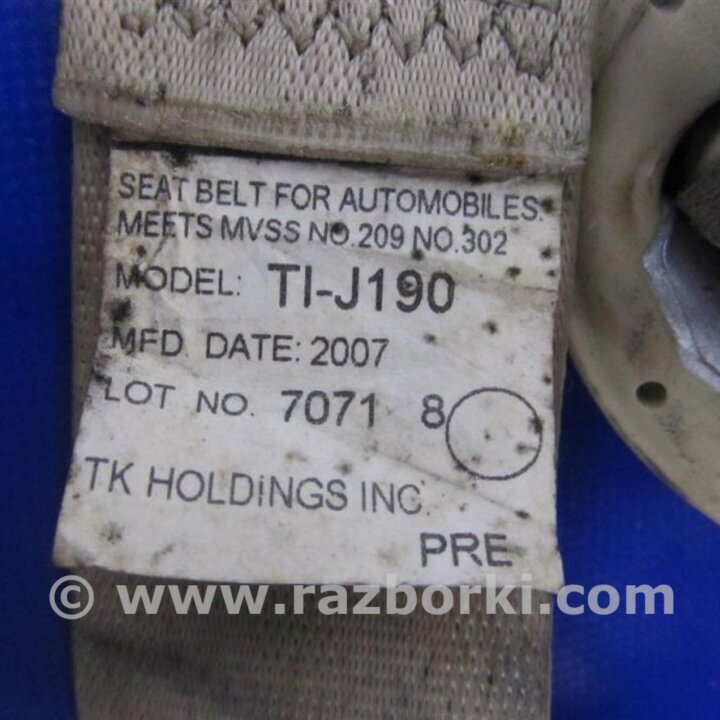 SEAT BELT FOR AUTOMOBILES.
MEETS MVSS NO.209 NO.302
MODEL: TI-J190
MFD. DATE: 2007
LOT NO. 7071 8
TK HOLDINGS INC.
PRE
© www.razborki.com